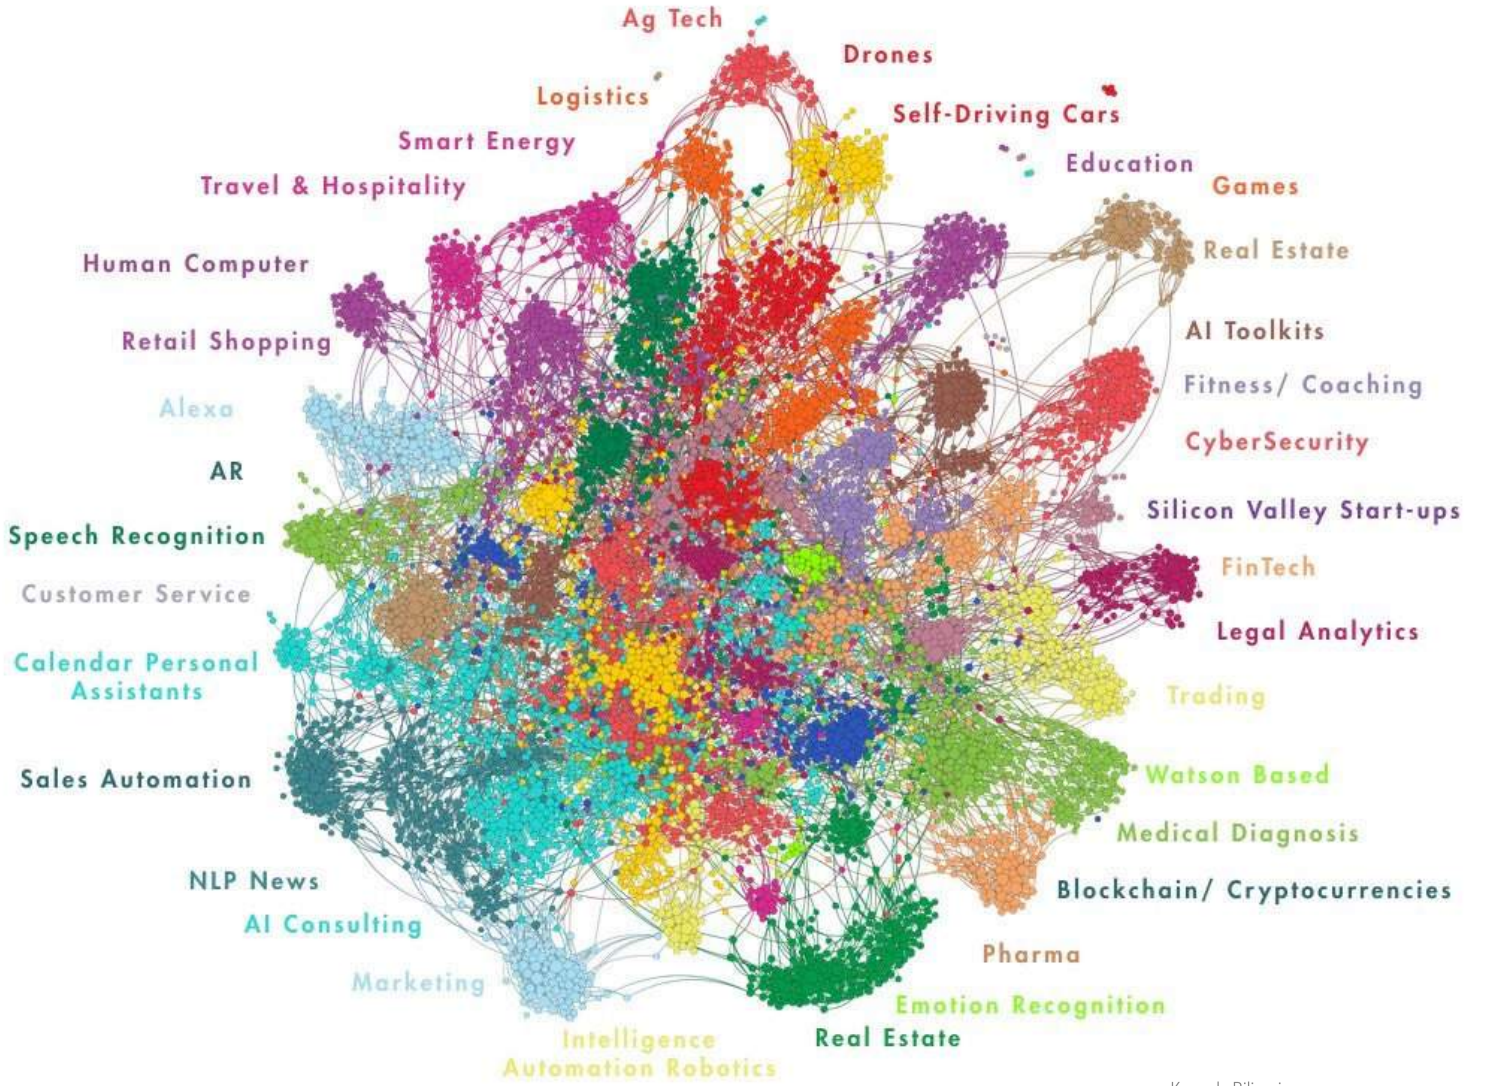 Ag Tech
Drones
Logistics
Self-Driving Cars
Smart Energy
Education
Travel & Hospitality
Games
Human Computer
Real Estate
Retail Shopping
AI Toolkits
Fitness/ Coaching
Alexa
CyberSecurity
AR
Silicon Valley Start-ups
Speech Recognition
FinTech
Customer Service
Legal Analytics
Calendar Personal
Assistants
Trading
Sales Automation
Watson Based
Medical Diagnosis
NLP News
Blockchain/ Cryptocurrencies
AI Consulting
Pharma
Marketing
Emotion Recognition
Intelligence
Automation Robotics
Real Estate